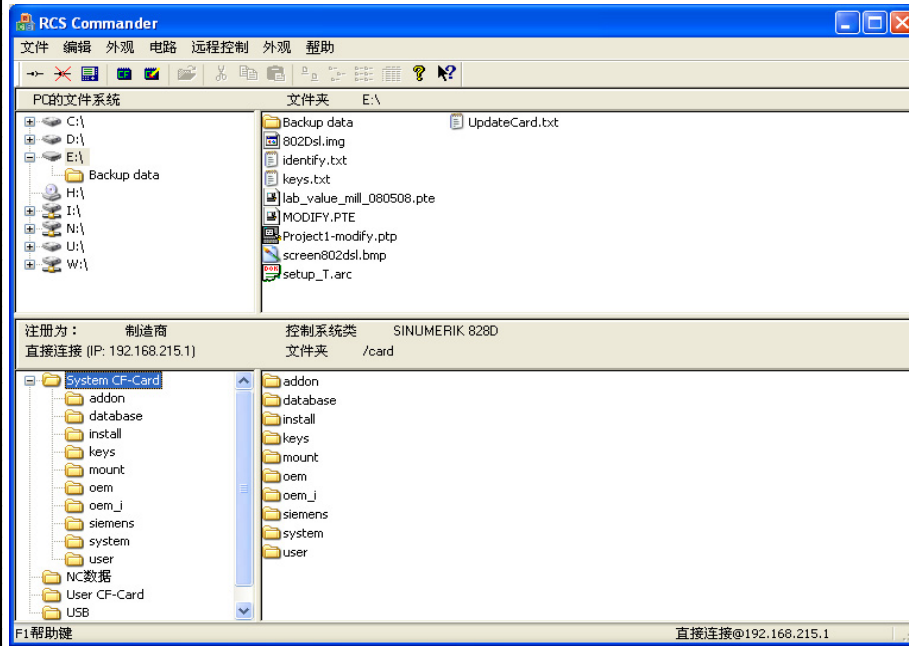 RCS Commander
文件 编辑 外观 电路 远程控制 外观 帮助
PC的文件系统 文件夹 E:\
C:\
D:\
E:\
Backup data
H:\
I:\
N:\
U:\
W:\
Backup data UpdateCard.txt
802Dsl.img
identify.txt
keys.txt
lab_value_mill_080508.pte
MODIFY.PTE
Project1-modify.ptp
screen802dsl.bmp
setup_T.arc
注册为： 制造商 控制系统类 SINUMERIK 828D
直接连接 (IP: 192.168.215.1) 文件夹 /card
System CF-Card
addon
database
install
keys
mount
oem
oem_i
siemens
system
user
NC数据
User CF-Card
USB
addon
database
install
keys
mount
oem
oem_i
siemens
system
user
F1帮助键 直接连接@192.168.215.1